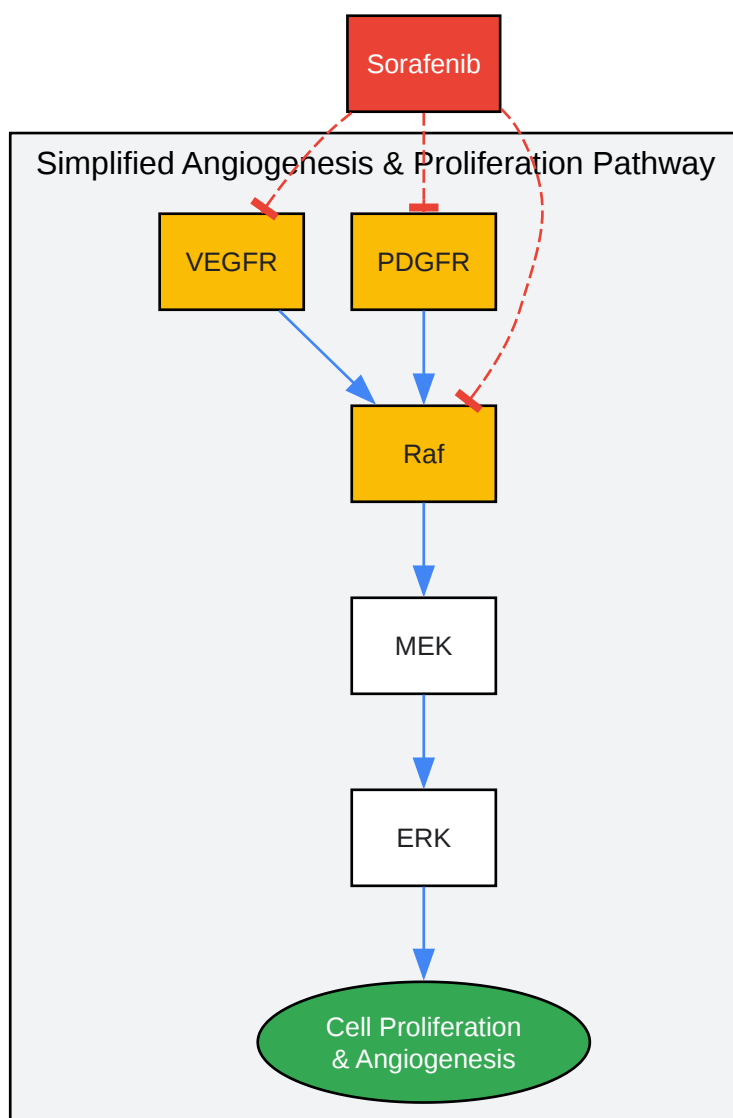 Sorafenib
Simplified Angiogenesis & Proliferation Pathway
VEGFR
PDGFR
Raf
MEK
ERK
Cell Proliferation
& Angiogenesis